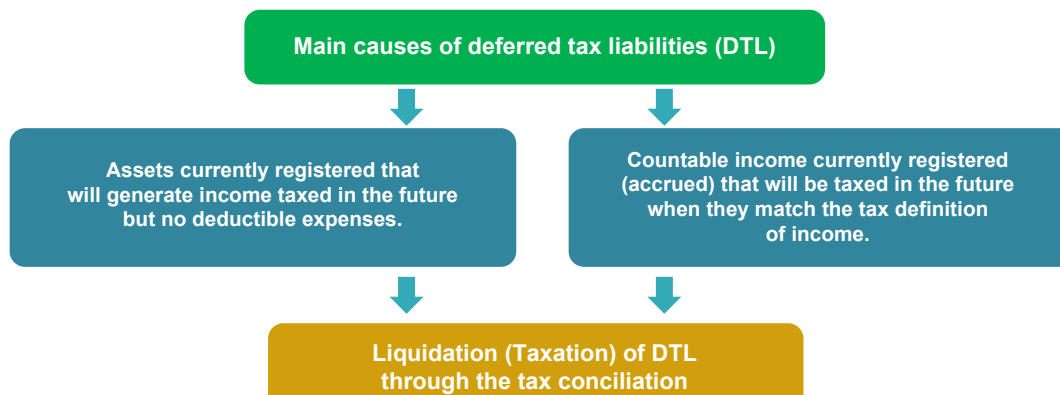 Main causes of deferred tax liabilities (DTL)
Assets currently registered that
will generate income taxed in the future
but no deductible expenses.
Countable income currently registered
(accrued) that will be taxed in the future
when they match the tax definition
of income.
Liquidation (Taxation) of DTL
through the tax conciliation